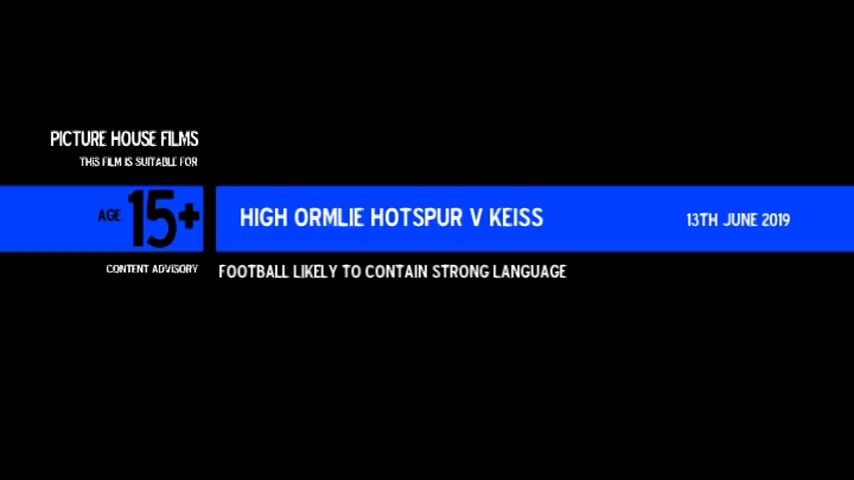 PICTURE HOUSE FILMS
THIS FILM IS SUITABLE FOR
AGE 15+
HIGH ORMLIE HOTSPUR V KEISS
13TH JUNE 2019
CONTENT ADVISORY
FOOTBALL LIKELY TO CONTAIN STRONG LANGUAGE